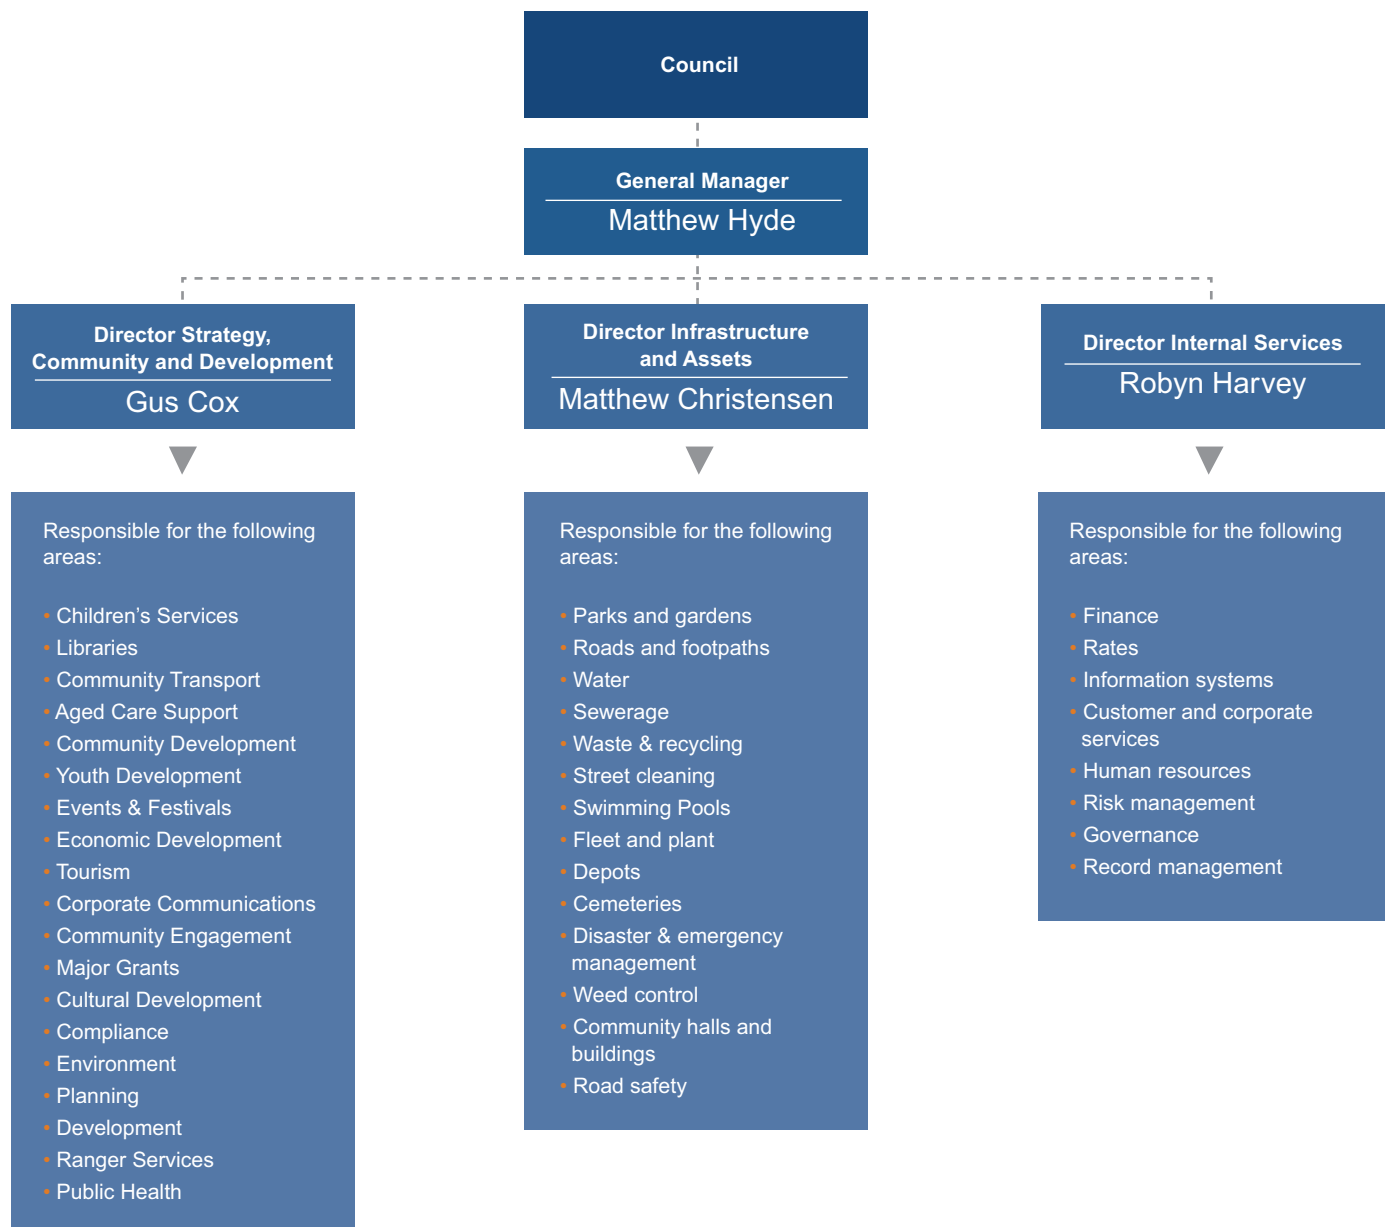 Council
General Manager
Matthew Hyde
Director Strategy,
Community and Development
Gus Cox
Director Infrastructure
and Assets
Matthew Christensen
Director Internal Services
Robyn Harvey
Responsible for the following
areas:
• Children’s Services
• Libraries
• Community Transport
• Aged Care Support
• Community Development
• Youth Development
• Events & Festivals
• Economic Development
• Tourism
• Corporate Communications
• Community Engagement
• Major Grants
• Cultural Development
• Compliance
• Environment
• Planning
• Development
• Ranger Services
• Public Health
Responsible for the following
areas:
• Parks and gardens
• Roads and footpaths
• Water
• Sewerage
• Waste & recycling
• Street cleaning
• Swimming Pools
• Fleet and plant
• Depots
• Cemeteries
• Disaster & emergency
management
• Weed control
• Community halls and
buildings
• Road safety
Responsible for the following
areas:
• Finance
• Rates
• Information systems
• Customer and corporate
services
• Human resources
• Risk management
• Governance
• Record management